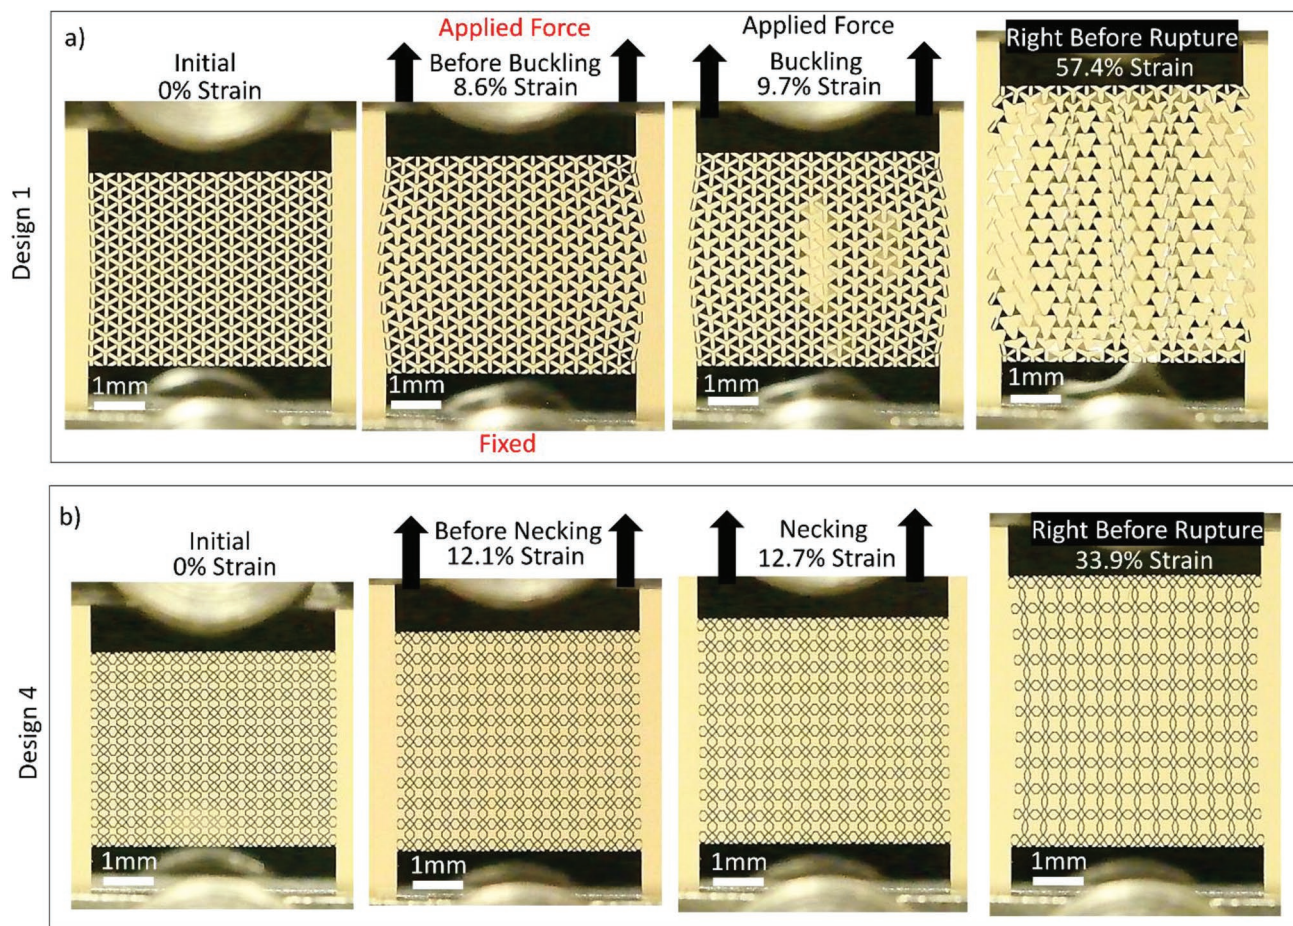 a)
Design 1
Initial
0% Strain
1mm
Applied Force
Before Buckling
8.6% Strain
1mm
Fixed
Applied Force
Buckling
9.7% Strain
1mm
Right Before Rupture
57.4% Strain
1mm
b)
Design 4
Initial
0% Strain
1mm
Before Necking
12.1% Strain
1mm
Necking
12.7% Strain
1mm
Right Before Rupture
33.9% Strain
1mm